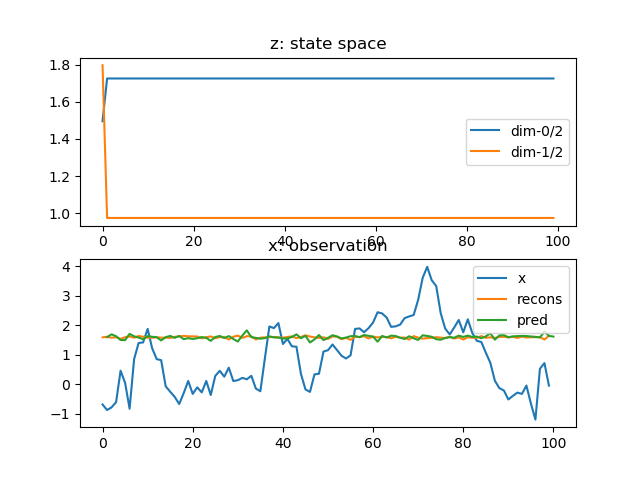 z: state space
1.8
1.6
1.4
1.2
1.0
dim-0/2
dim-1/2
0 20 40 60 80 100
x: observation
4
3
2
1
0
−1
x
recons
pred
0 20 40 60 80 100